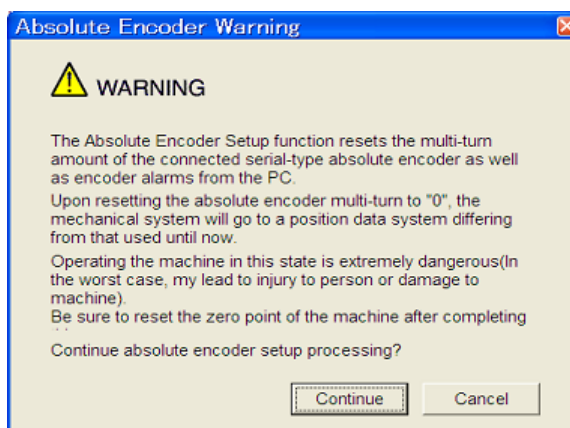 Absolute Encoder Warning
WARNING
The Absolute Encoder Setup function resets the multi-turn
amount of the connected serial-type absolute encoder as well
as encoder alarms from the PC.
Upon resetting the absolute encoder multi-turn to "0", the
mechanical system will go to a position data system differing
from that used until now.
Operating the machine in this state is extremely dangerous(In
the worst case, my lead to injury to person or damage to
machine).
Be sure to reset the zero point of the machine after completing
Continue absolute encoder setup processing?
Continue
Cancel